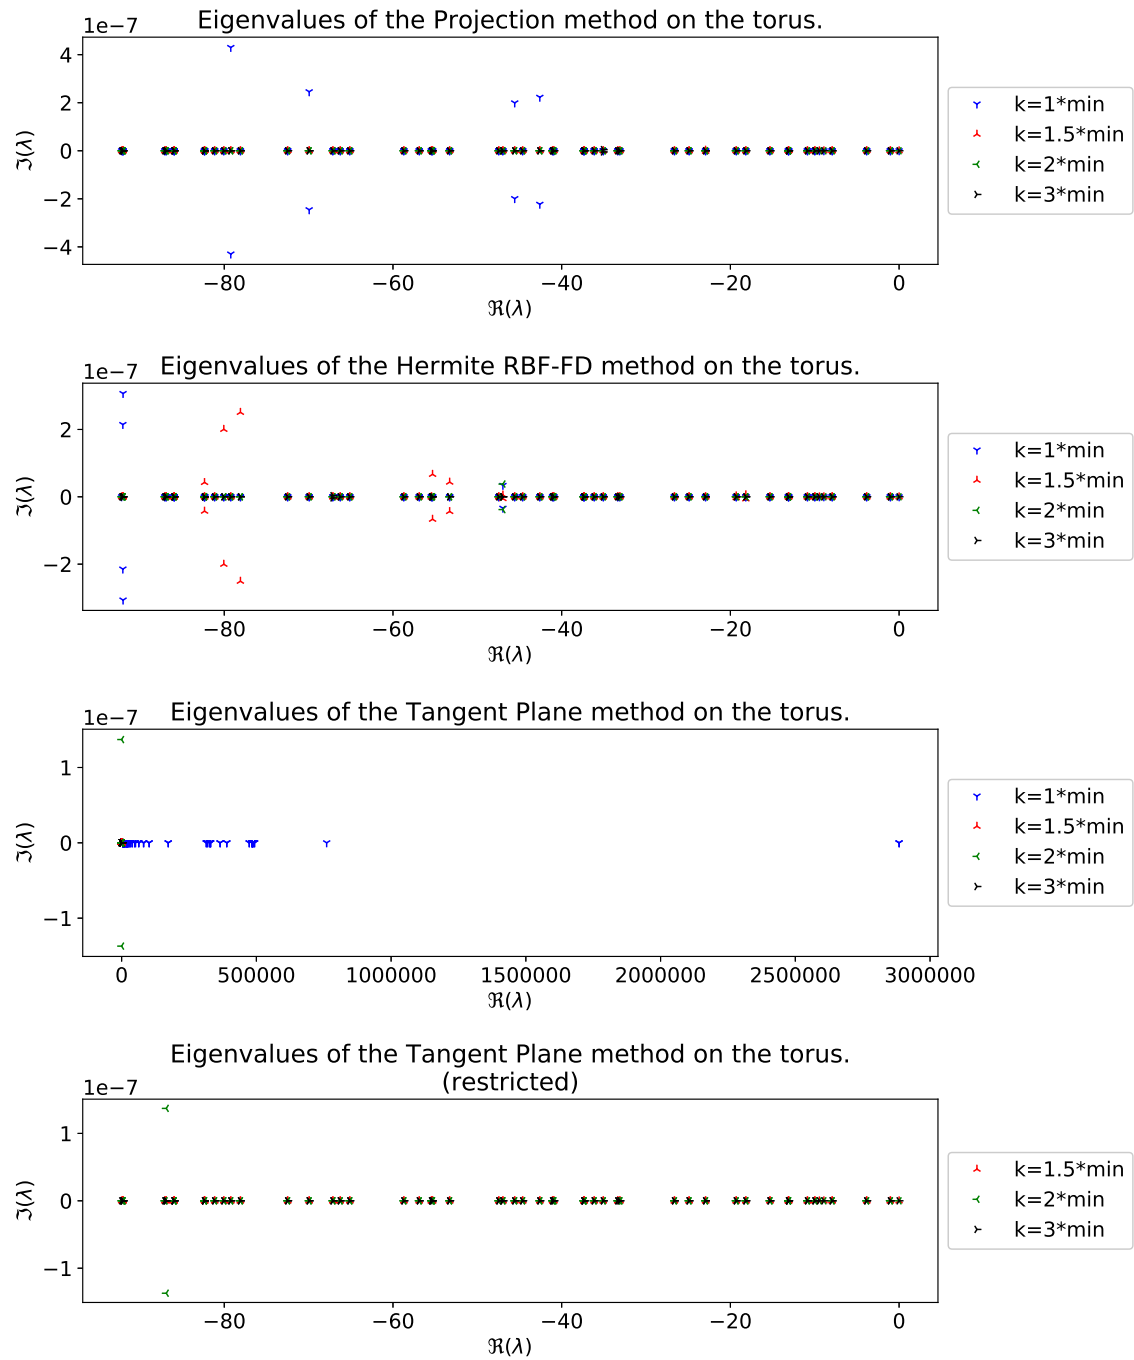 Eigenvalues of the Projection method on the torus.
1e−7
4
2
0
−2
−4
ℑ(λ)
−80 −60 −40 −20 0
ℜ(λ)
k=1*min
k=1.5*min
k=2*min
k=3*min
Eigenvalues of the Hermite RBF-FD method on the torus.
1e−7
2
0
−2
ℑ(λ)
−80 −60 −40 −20 0
ℜ(λ)
k=1*min
k=1.5*min
k=2*min
k=3*min
Eigenvalues of the Tangent Plane method on the torus.
1e−7
1
0
−1
ℑ(λ)
0 500000 1000000 1500000 2000000 2500000 3000000
ℜ(λ)
k=1*min
k=1.5*min
k=2*min
k=3*min
Eigenvalues of the Tangent Plane method on the torus.
(restricted)
1e−7
1
0
−1
ℑ(λ)
−80 −60 −40 −20 0
ℜ(λ)
k=1.5*min
k=2*min
k=3*min